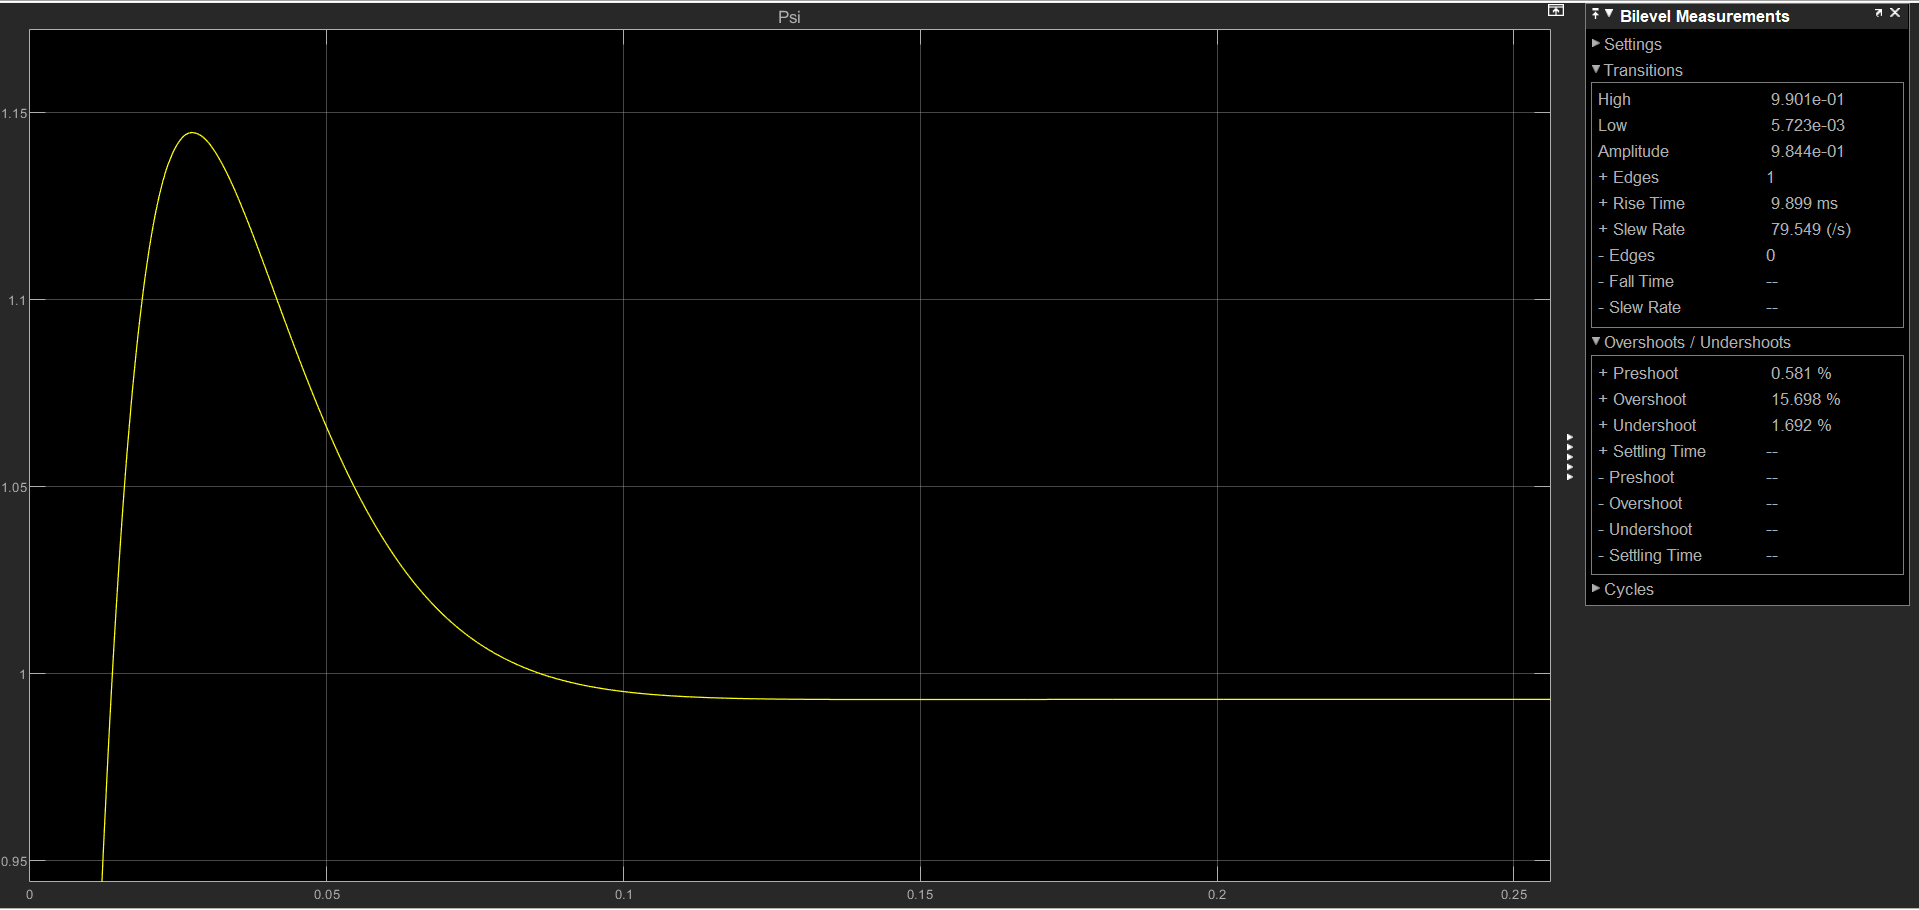 Psi
1.15
1.1
1.05
1
0.95
0
0.05
0.1
0.15
0.2
0.25
Bilevel Measurements
Settings
Transitions
High 9.901e-01
Low 5.723e-03
Amplitude 9.844e-01
+ Edges 1
+ Rise Time 9.899 ms
+ Slew Rate 79.549 (/s)
- Edges 0
- Fall Time --
- Slew Rate --
Overshoots / Undershoots
+ Preshoot 0.581 %
+ Overshoot 15.698 %
+ Undershoot 1.692 %
+ Settling Time --
- Preshoot --
- Overshoot --
- Undershoot --
- Settling Time --
Cycles